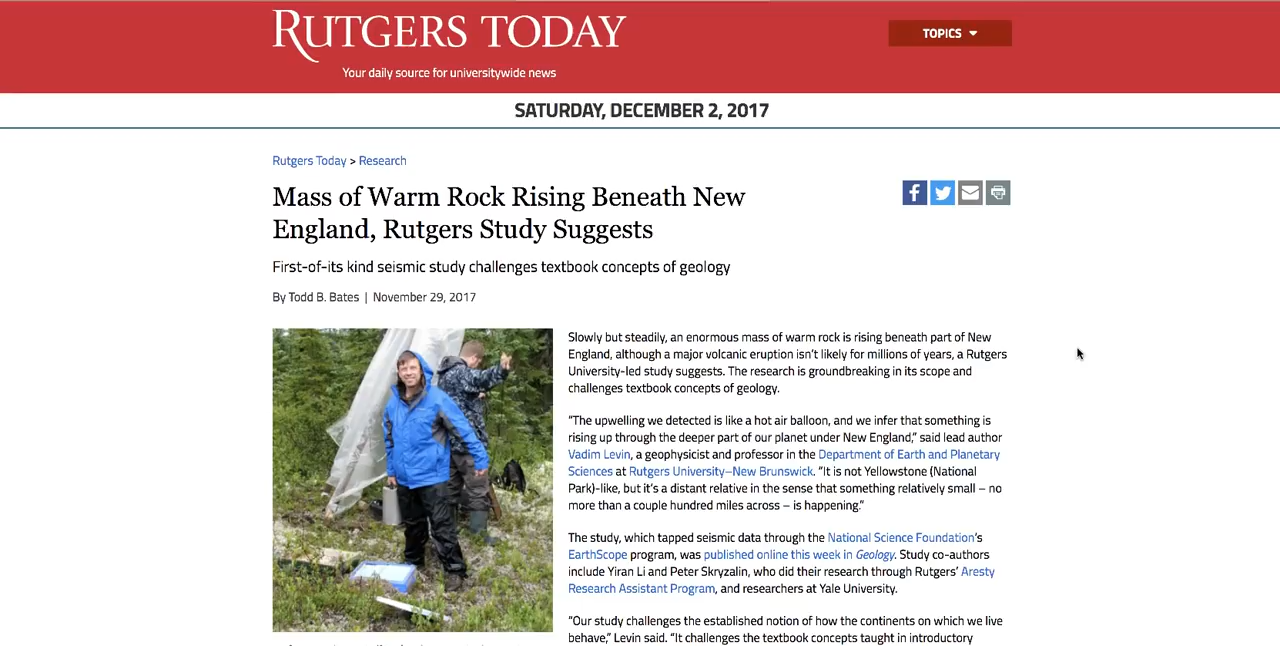 RUTGERS TODAY
TOPICS
Your daily source for universitywide news
SATURDAY, DECEMBER 2, 2017
Rutgers Today > Research
Mass of Warm Rock Rising Beneath New
England, Rutgers Study Suggests
First-of-its kind seismic study challenges textbook concepts of geology
By Todd B. Bates | November 29, 2017
Slowly but steadily, an enormous mass of warm rock is rising beneath part of New
England, although a major volcanic eruption isn't likely for millions of years, a Rutgers
University-led study suggests. The research is groundbreaking in its scope and
challenges textbook concepts of geology.
"The upwelling we detected is like a hot air balloon, and we infer that something is
rising up through the deeper part of our planet under New England," said lead author
Vadim Levin, a geophysicist and professor in the Department of Earth and Planetary
Sciences at Rutgers University–New Brunswick. "It is not Yellowstone (National
Park)-like, but it's a distant relative in the sense that something relatively small – no
more than a couple hundred miles across – is happening."
The study, which tapped seismic data through the National Science Foundation's
EarthScope program, was published online this week in Geology. Study co-authors
include Yiran Li and Peter Skryzalin, who did their research through Rutgers' Aresty
Research Assistant Program, and researchers at Yale University.
"Our study challenges the established notion of how the continents on which we live
behave," Levin said. "It challenges the textbook concepts taught in introductory